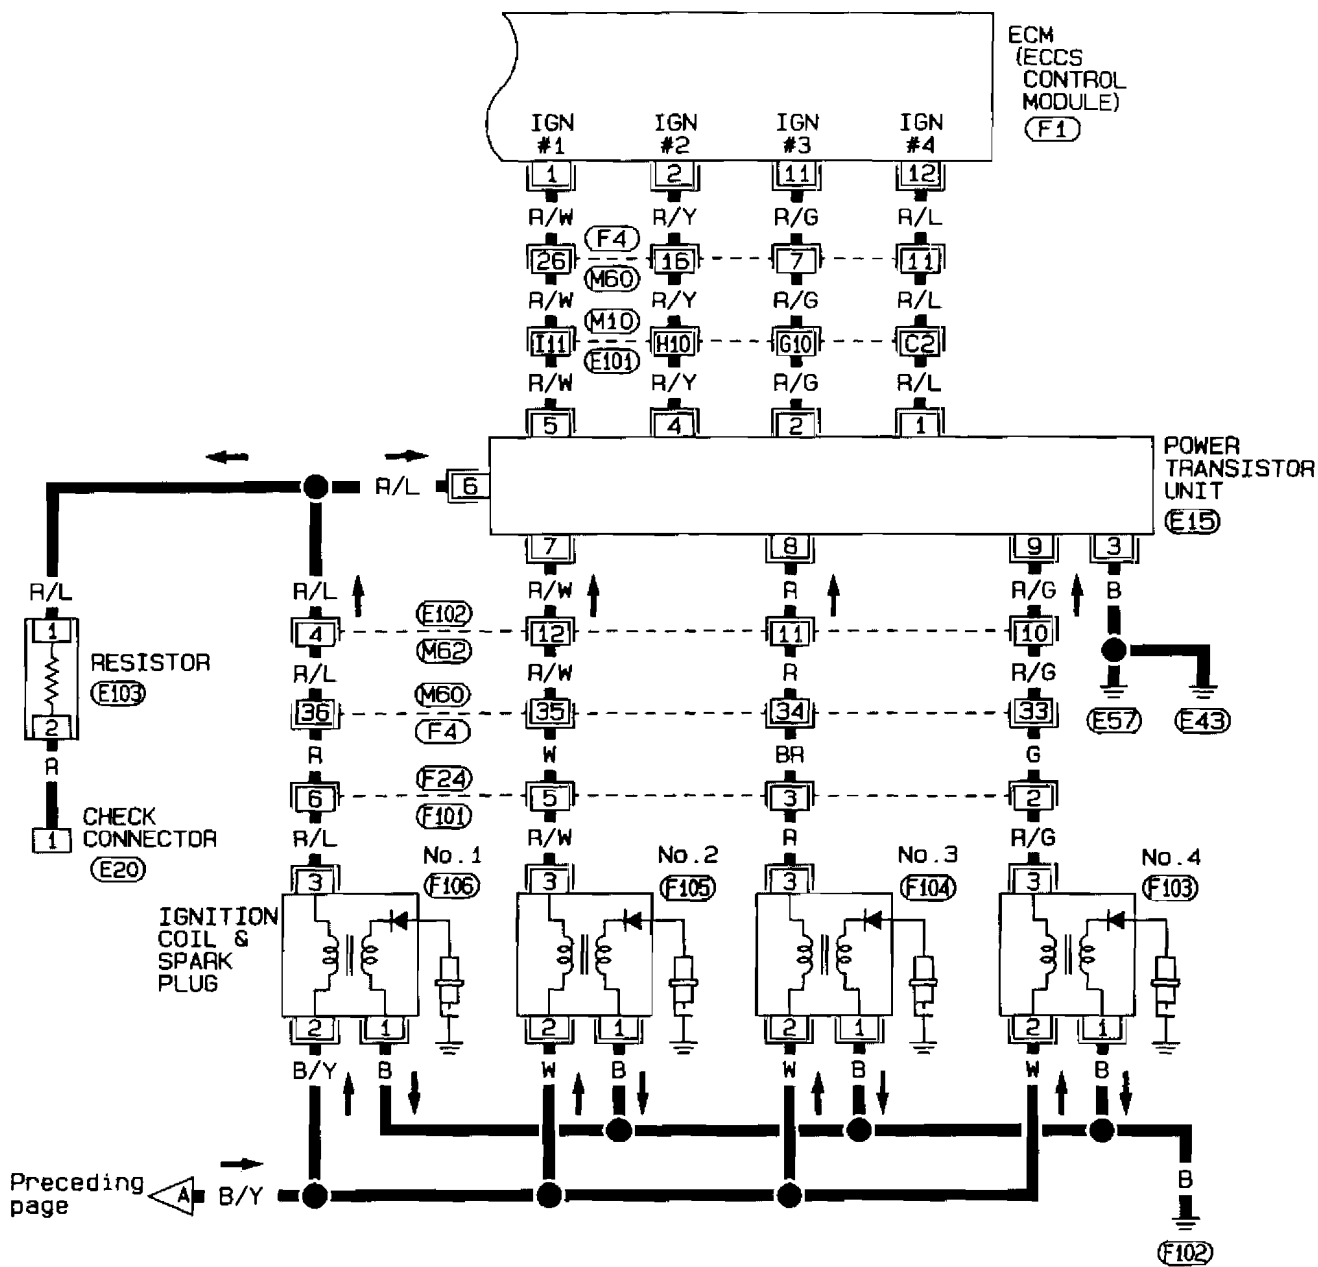 ECM
(ECCS
CONTROL
MODULE)
F1
IGN IGN IGN IGN
#1 #2 #3 #4
1 2 11 12
R/W R/Y R/G R/L
F4
26 16 7 11
M60
R/W R/Y R/G R/L
M10
I11 H10 G10 C2
E101
R/W R/Y R/G R/L
5 4 2 1
POWER
TRANSISTOR
UNIT
E15
R/L 6
7 8 9 3
R/L R/L R/W R R/G B
E102
1 4 12 11 10
M62
RESISTOR
E103
R/L R/W R R/G
M60
2 36 35 34 33
F4
E57 E43
R R W BR G
F24
6 5 3 2
F101
CHECK
CONNECTOR
1
E20
R/L R/W R R/G
No.1 No.2 No.3 No.4
3 F106 3 F105 3 F104 3 F103
IGNITION
COIL &
SPARK
PLUG
2 1 2 1 2 1 2 1
B/Y B W B W B W B
Preceding
page
A B/Y
B
F102